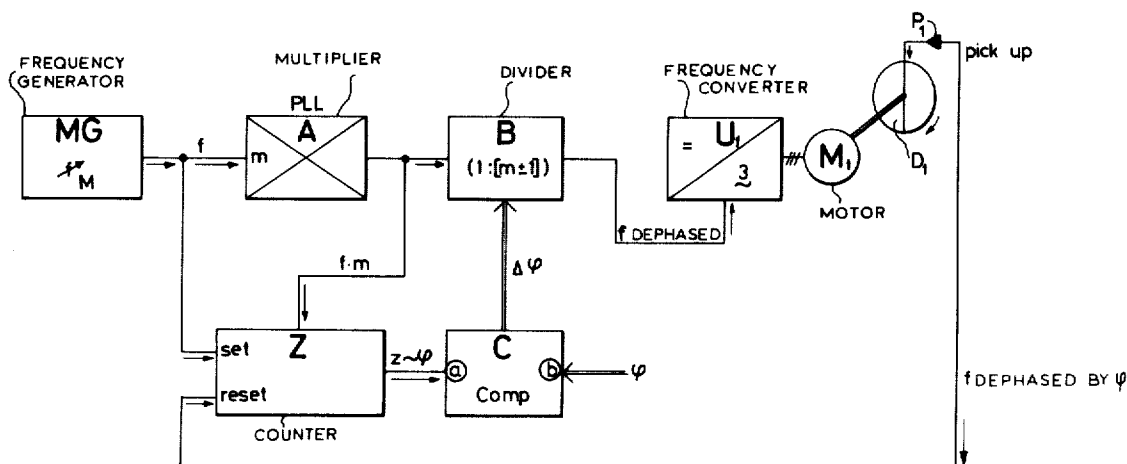 FREQUENCY
GENERATOR
MG
f
M
f
MULTIPLIER
PLL
A
m
DIVIDER
B
(1:[m±1])
FREQUENCY
CONVERTER
=
U1
3
~
M1
MOTOR
D1
P1
pick up
f DEPHASED
f·m
Δφ
Z
set
reset
COUNTER
z~φ
a
C
Comp
b
φ
f DEPHASED BY φ